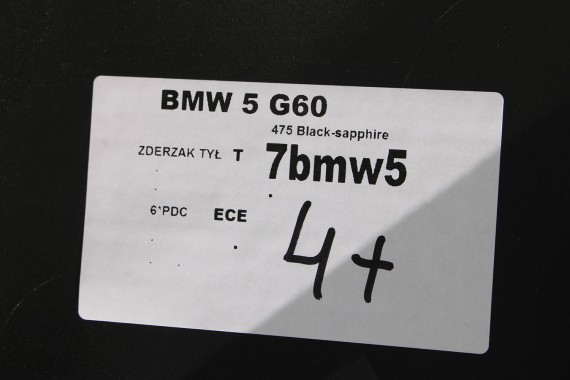 BMW 5 G60
475 Black-sapphire
ZDERZAK TYŁ T 7bmw5
6*PDC ECE
4+